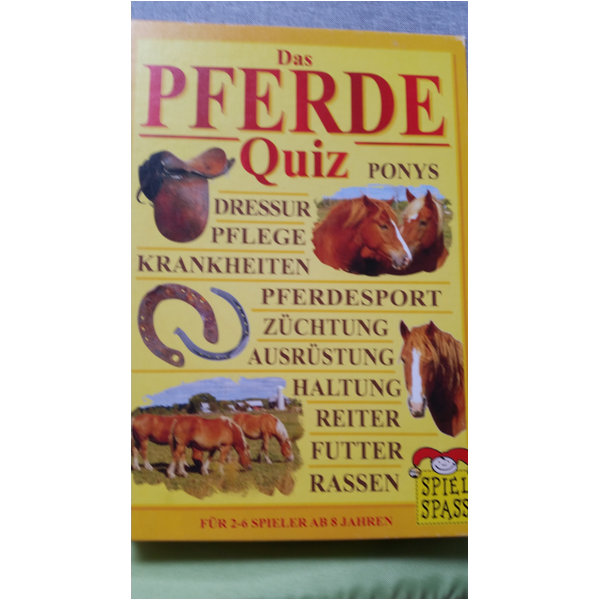 Das
PFERDE
Quiz
PONYS
DRESSUR
PFLEGE
KRANKHEITEN
PFERDESPORT
ZÜCHTUNG
AUSRÜSTUNG
HALTUNG
REITER
FUTTER
RASSEN
SPIEL
SPASS
FÜR 2-6 SPIELER AB 8 JAHREN